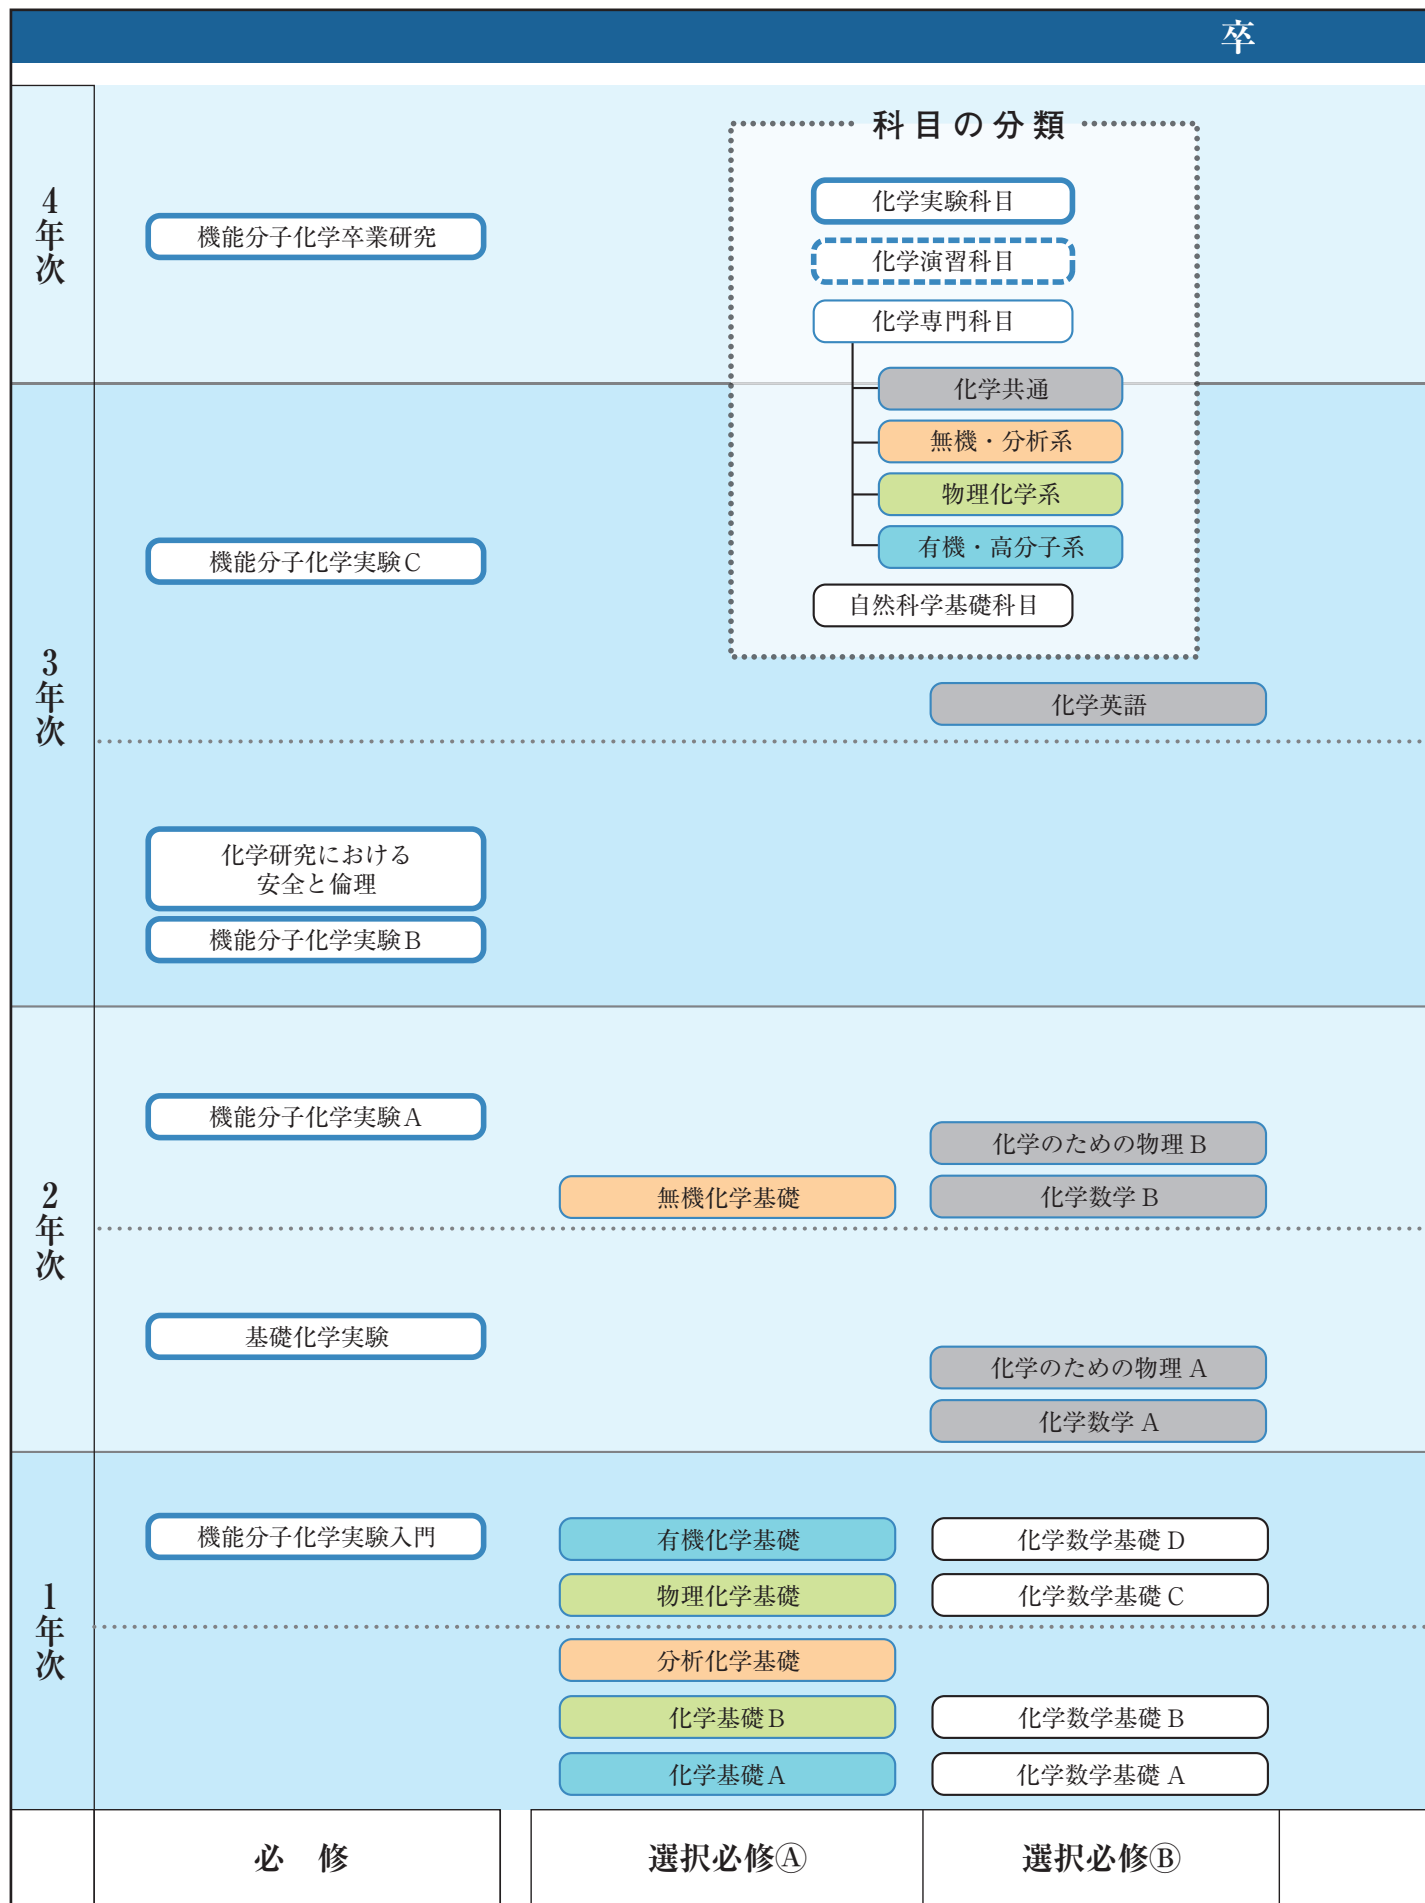 卒
科目の分類
化学実験科目
化学演習科目
化学専門科目
化学共通
無機・分析系
物理化学系
有機・高分子系
自然科学基礎科目
4年次
機能分子化学卒業研究
3年次
機能分子化学実験C
化学英語
化学研究における
安全と倫理
機能分子化学実験B
2年次
機能分子化学実験A
化学のための物理 B
無機化学基礎
化学数学 B
基礎化学実験
化学のための物理 A
化学数学 A
1年次
機能分子化学実験入門
有機化学基礎
化学数学基礎 D
物理化学基礎
化学数学基礎 C
分析化学基礎
化学基礎B
化学数学基礎 B
化学基礎A
化学数学基礎 A
必 修
選択必修Ⓐ
選択必修Ⓑ